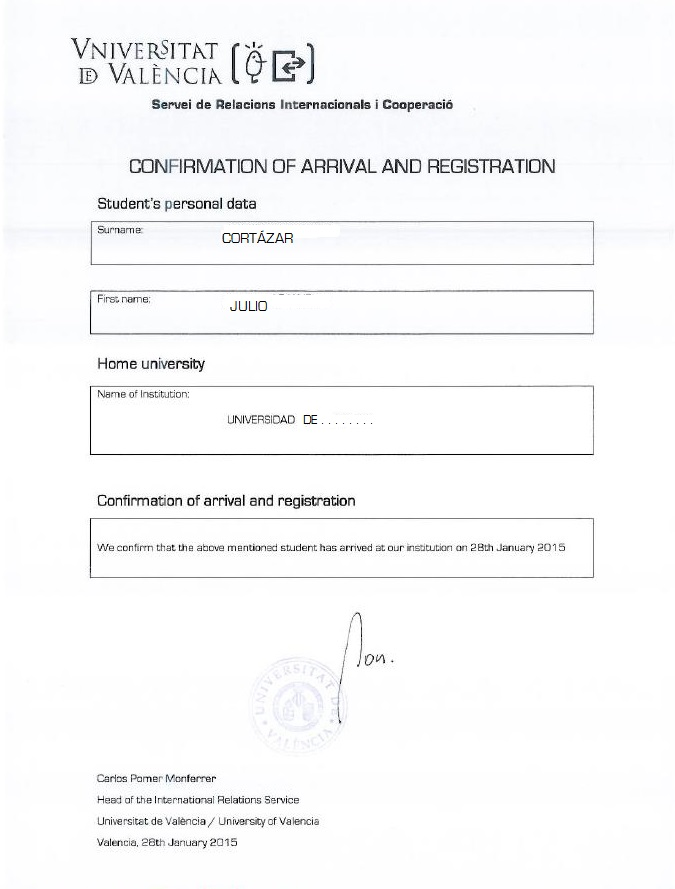 VNIVERSITAT
DE VALÈNCIA
Servei de Relacions Internacionals i Cooperació
CONFIRMATION OF ARRIVAL AND REGISTRATION
Student's personal data
Surname:
CORTÁZAR
First name:
JULIO
Home university
Name of Institution:
UNIVERSIDAD DE . . . . . . . .
Confirmation of arrival and registration
We confirm that the above mentioned student has arrived at our institution on 28th January 2015
UNIVERSITAT DE
VALÈNCIA
Carlos Pomer Monferrer
Head of the International Relations Service
Universitat de València / University of Valencia
Valencia, 28th January 2015